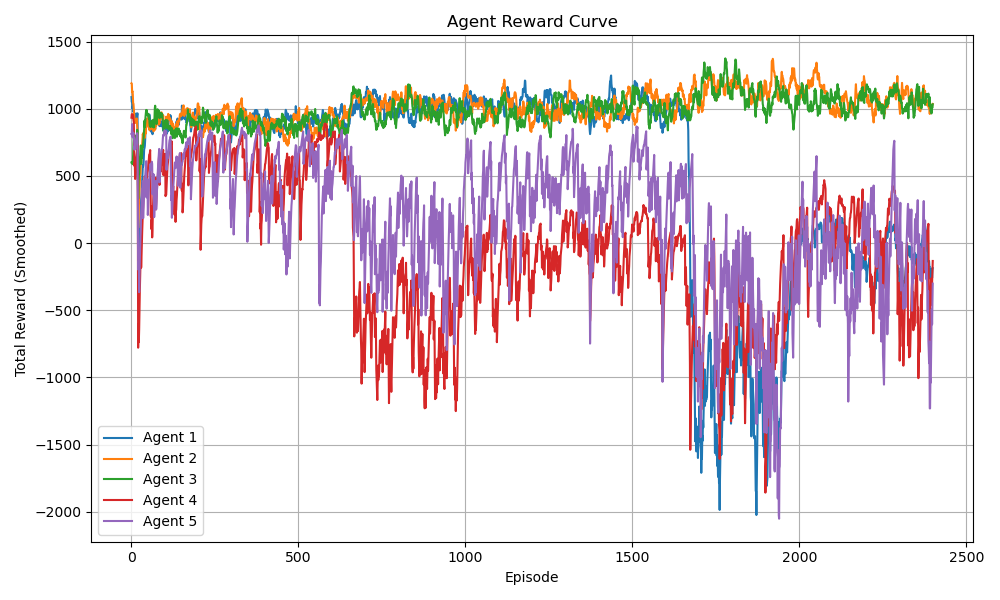 Agent Reward Curve
Total Reward (Smoothed)
1500
1000
500
0
−500
−1000
−1500
−2000
Agent 1
Agent 2
Agent 3
Agent 4
Agent 5
0 500 1000 1500 2000 2500
Episode